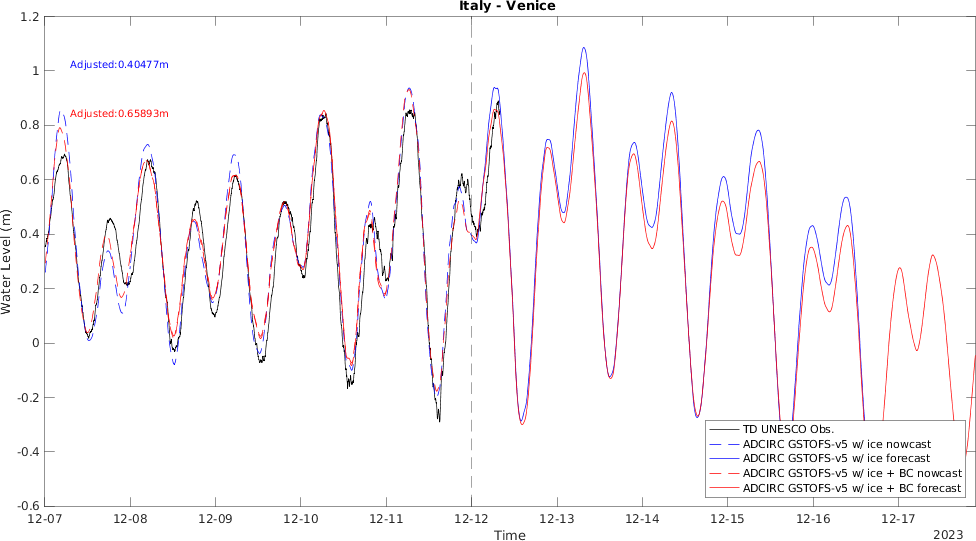 Italy - Venice
Adjusted:0.40477m
Adjusted:0.65893m
Water Level (m)
1.2
1
0.8
0.6
0.4
0.2
0
-0.2
-0.4
-0.6
TD UNESCO Obs.
ADCIRC GSTOFS-v5 w/ ice nowcast
ADCIRC GSTOFS-v5 w/ ice forecast
ADCIRC GSTOFS-v5 w/ ice + BC nowcast
ADCIRC GSTOFS-v5 w/ ice + BC forecast
12-07 12-08 12-09 12-10 12-11 12-12 12-13 12-14 12-15 12-16 12-17
Time
2023